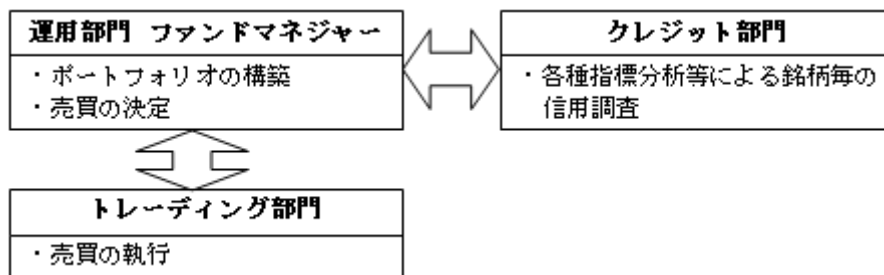 運用部門 ファンドマネジャー
・ポートフォリオの構築
・売買の決定
クレジット部門
・各種指標分析等による銘柄毎の
信用調査
トレーディング部門
・売買の執行